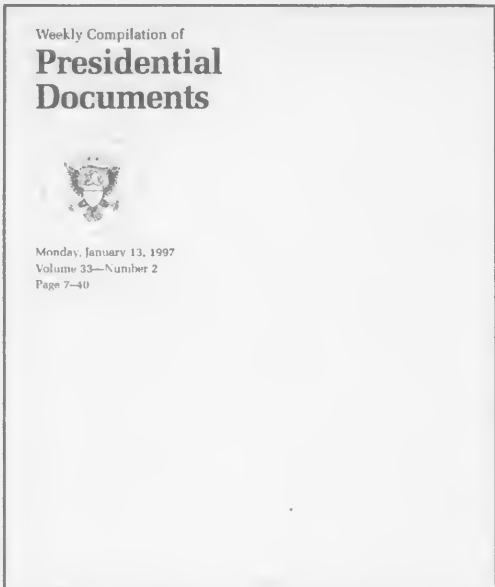 Weekly Compilation of
Presidential
Documents
Monday, January 13, 1997
Volume 33—Number 2
Page 7–40